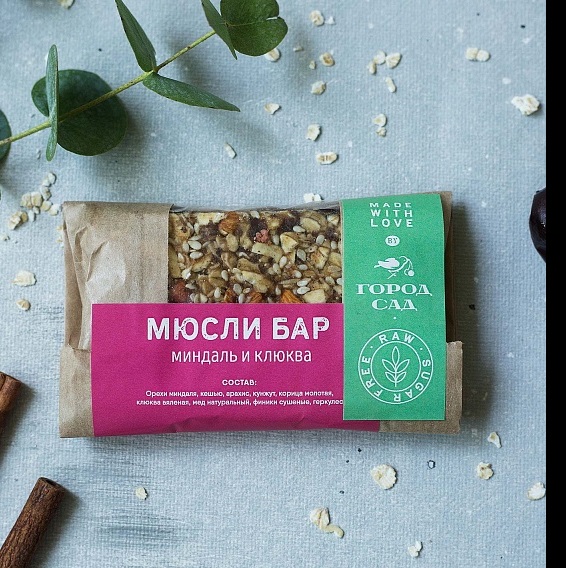 MADE
WITH
LOVE
BY
ГОРОД
САД
МЮСЛИ БАР
МИНДАЛЬ И КЛЮКВА
СОСТАВ:
Орехи миндаля, кешью, арахис, кунжут, корица молотая,
клюква вяленая, мед натуральный, финики сушеные, геркулес
RAW · SUGAR FREE ·